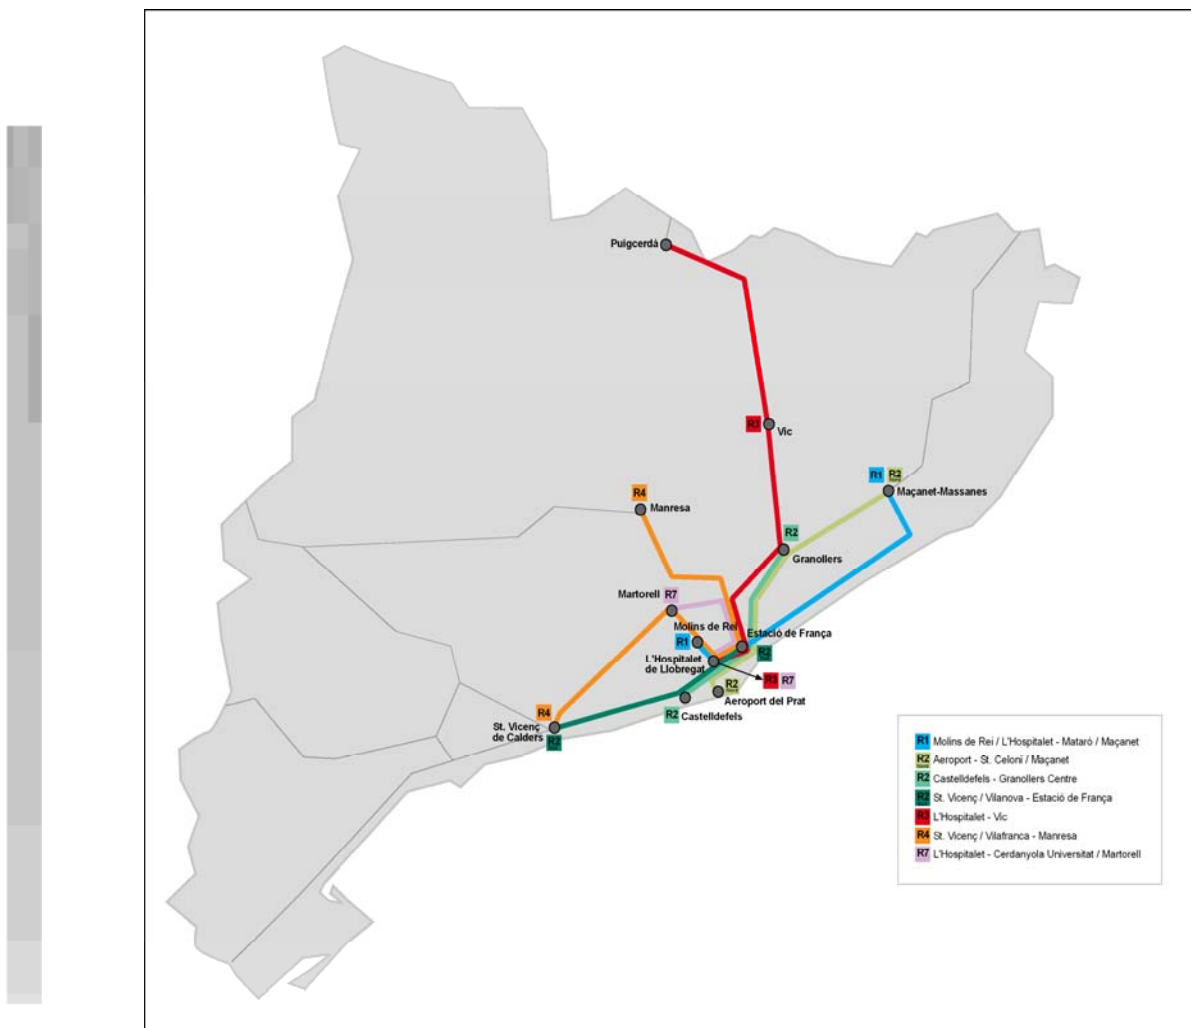 Puigcerdà
R3
Vic
R1 R2
Maçanet-Massanes
R4
Manresa
R2
Granollers
Martorell R7
Molins de Rei
R1
Estació de França
R2
L'Hospitalet
de Llobregat
R3 R7
R2
Aeroport del Prat
R2 Castelldefels
R4
St. Vicenç
de Calders
R2
R1 Molins de Rei / L'Hospitalet - Mataró / Maçanet
R2 Aeroport - St. Celoni / Maçanet
R2 Castelldefels - Granollers Centre
R2 St. Vicenç / Vilanova - Estació de França
R3 L'Hospitalet - Vic
R4 St. Vicenç / Vilafranca - Manresa
R7 L'Hospitalet - Cerdanyola Universitat / Martorell